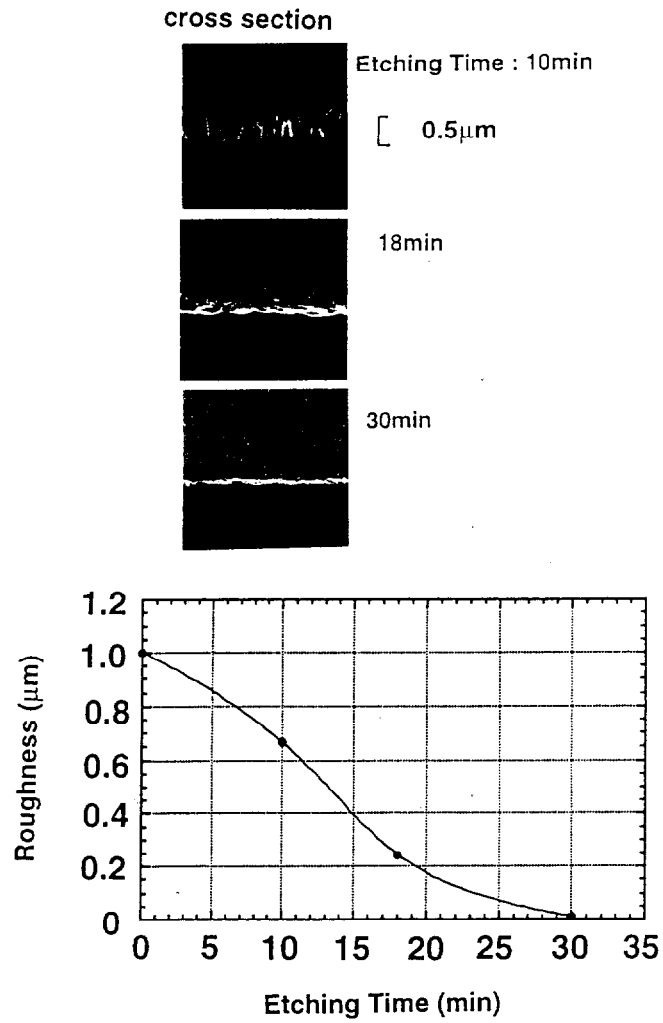 cross section
Etching Time : 10min
0.5μm
18min
30min
1.2
1.0
0.8
0.6
0.4
0.2
0
0 5 10 15 20 25 30 35
Roughness (μm)
Etching Time (min)